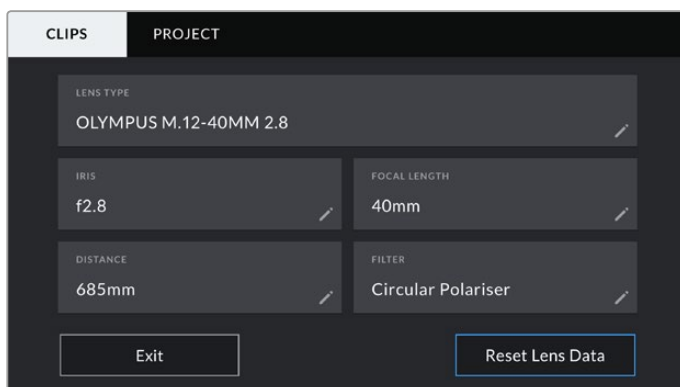 CLIPS PROJECT
LENS TYPE
OLYMPUS M.12-40MM 2.8
IRIS
f2.8
FOCAL LENGTH
40mm
DISTANCE
685mm
FILTER
Circular Polariser
Exit
Reset Lens Data